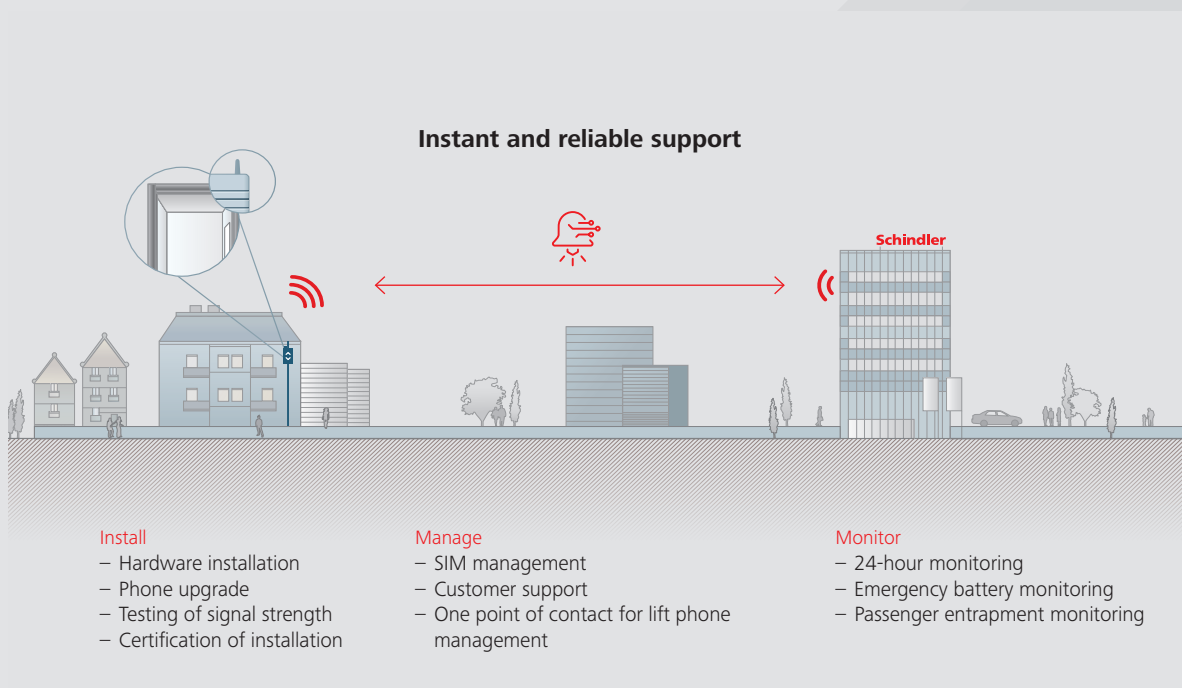 Instant and reliable support
Schindler
Install
– Hardware installation
– Phone upgrade
– Testing of signal strength
– Certification of installation
Manage
– SIM management
– Customer support
– One point of contact for lift phone
management
Monitor
– 24-hour monitoring
– Emergency battery monitoring
– Passenger entrapment monitoring